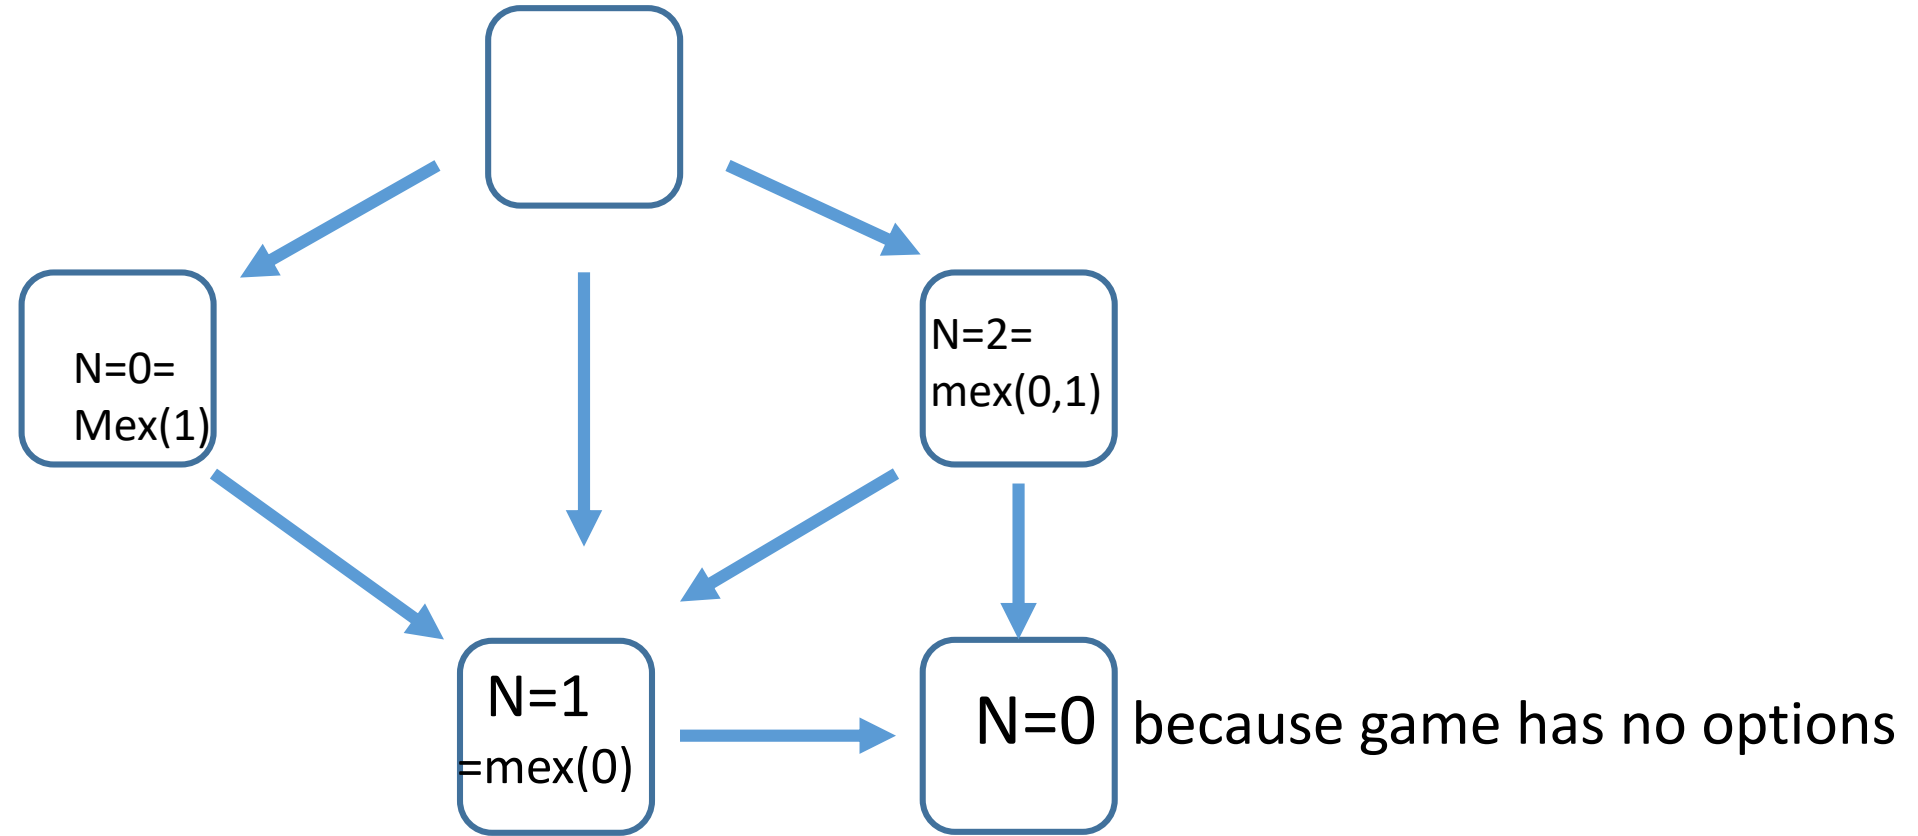 N=0=
Mex(1)
N=2=
mex(0,1)
N=1
=mex(0)
N=0 because game has no options